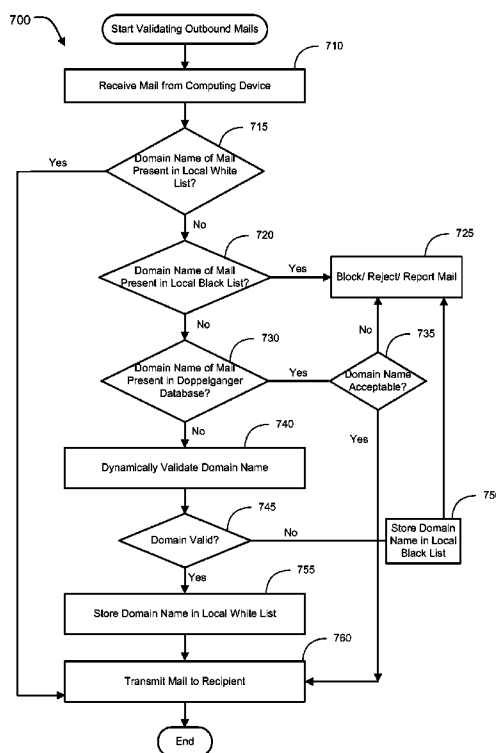 700
Start Validating Outbound Mails
710
Receive Mail from Computing Device
715
Domain Name of Mail
Present in Local White
List?
Yes
No
720
Domain Name of Mail
Present in Local Black List?
Yes
725
Block/ Reject/ Report Mail
No
No
730
Domain Name of Mail
Present in Doppelganger
Database?
Yes
735
Domain Name
Acceptable?
No
Yes
740
Dynamically Validate Domain Name
745
Domain Valid?
No
Store Domain
Name in Local
Black List
Yes
755
Store Domain Name in Local White List
760
Transmit Mail to Recipient
End